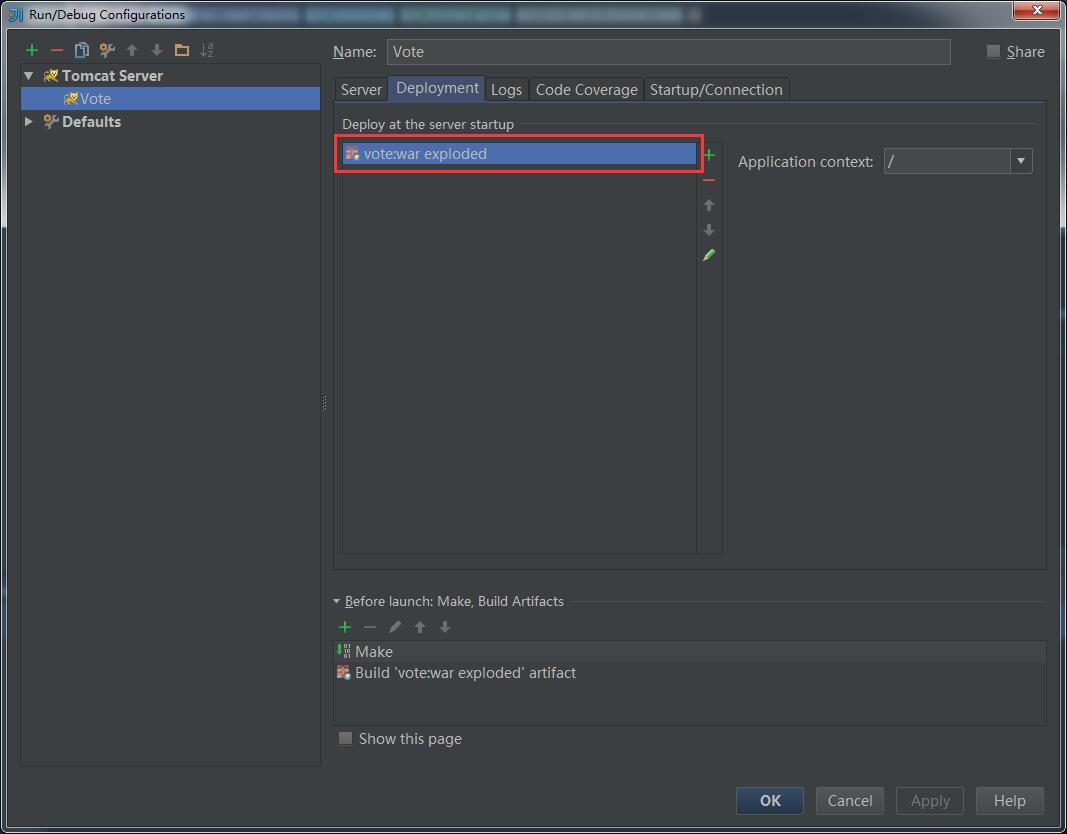 Run/Debug Configurations
Name: Vote
Share
Tomcat Server
Vote
Defaults
Server Deployment Logs Code Coverage Startup/Connection
Deploy at the server startup
vote:war exploded
Application context: /
Before launch: Make, Build Artifacts
Make
Build 'vote:war exploded' artifact
Show this page
OK Cancel Apply Help